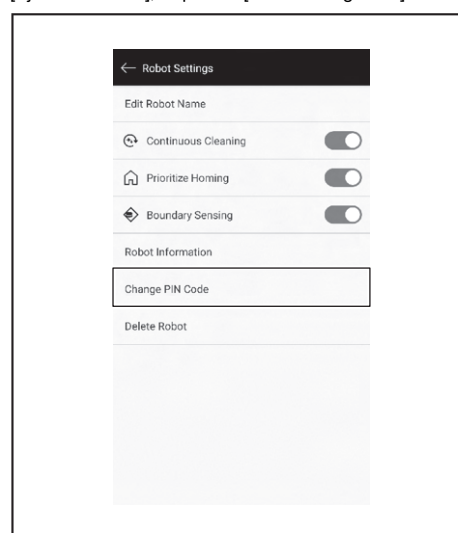 Robot Settings
Edit Robot Name
Continuous Cleaning
Prioritize Homing
Boundary Sensing
Robot Information
Change PIN Code
Delete Robot